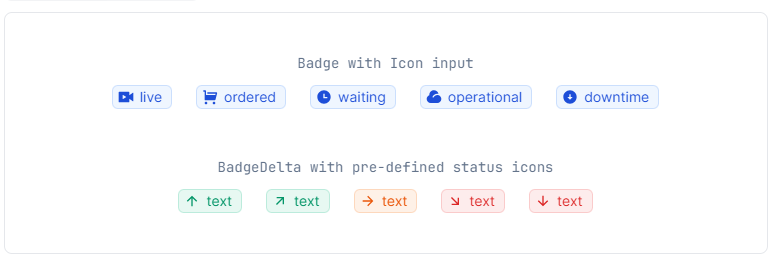 Badge with Icon input
live ordered waiting operational downtime
BadgeDelta with pre-defined status icons
text text text text text